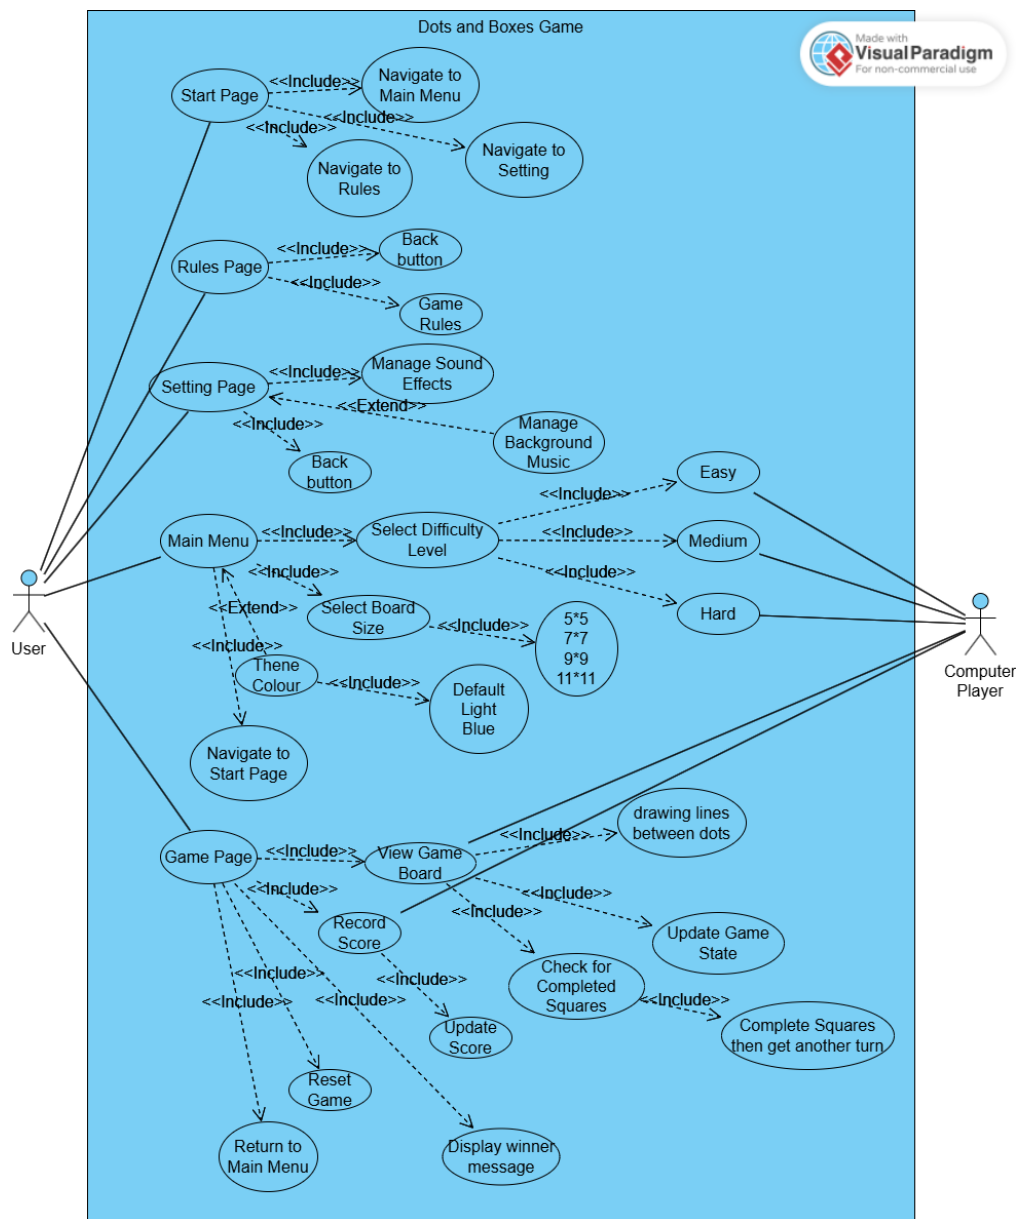 Dots and Boxes Game
Made with
VisualParadigm
For non-commercial use
Start Page
<<Include>>
Navigate to
Main Menu
<<Include>>
<<Include>>
Navigate to
Setting
Navigate to
Rules
Rules Page
<<Include>>
Back
button
<<Include>>
Game
Rules
Setting Page
<<Include>>
Manage Sound
Effects
<<Extend>>
Manage
Background
Music
<<Include>>
Back
button
Main Menu
<<Include>>
Select Difficulty
Level
<<Include>>
Easy
<<Include>>
Medium
<<Include>>
Hard
<<Include>>
Select Board
Size
<<Include>>
5*5
7*7
9*9
11*11
<<Extend>>
<<Include>>
Thene
Colour
<<Include>>
Default
Light
Blue
Navigate to
Start Page
User
Computer
Player
Game Page
<<Include>>
View Game
Board
<<Include>>
drawing lines
between dots
<<Include>>
Update Game
State
<<Include>>
Check for
Completed
Squares
<<Include>>
Complete Squares
then get another turn
<<Include>>
Record
Score
<<Include>>
Update
Score
<<Include>>
<<Include>>
<<Include>>
Reset
Game
Return to
Main Menu
Display winner
message